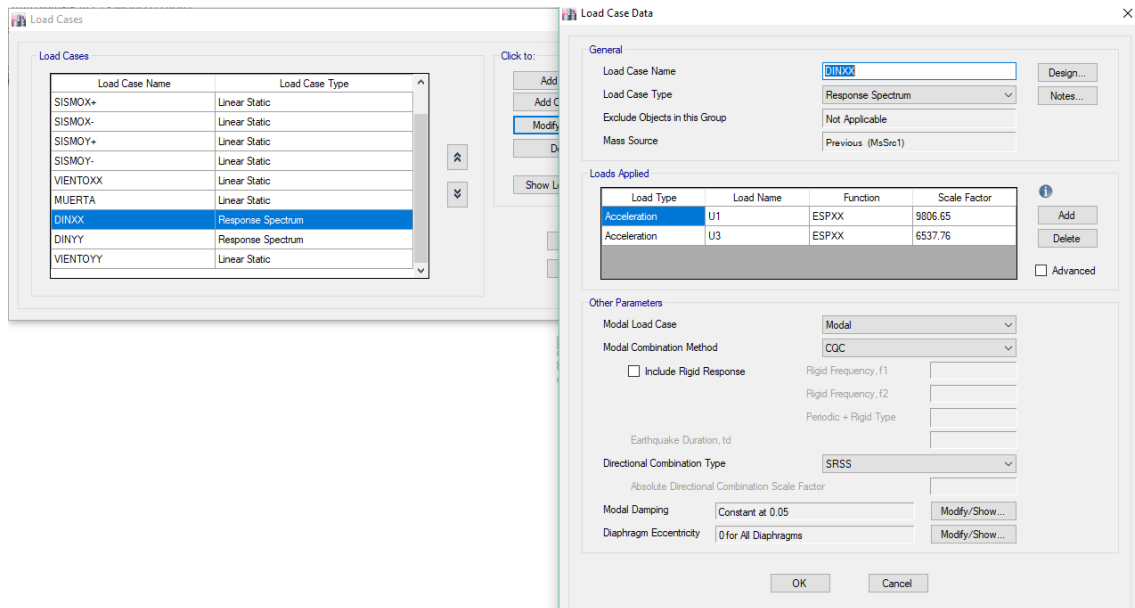 Load Cases
Load Cases
Click to:
Load Case Name Load Case Type
SISMOX+ Linear Static
SISMOX- Linear Static
SISMOY+ Linear Static
SISMOY- Linear Static
VIENTOXX Linear Static
MUERTA Linear Static
DINXX Response Spectrum
DINYY Response Spectrum
VIENTOYY Linear Static
Add
Add C
Modify
De
Show L
Load Case Data
General
Load Case Name DINXX Design...
Load Case Type Response Spectrum Notes...
Exclude Objects in this Group Not Applicable
Mass Source Previous (MsSrc1)
Loads Applied
Load Type Load Name Function Scale Factor
Acceleration U1 ESPXX 9806.65
Acceleration U3 ESPXX 6537.76
Add
Delete
Advanced
Other Parameters
Modal Load Case Modal
Modal Combination Method CQC
Include Rigid Response Rigid Frequency, f1
Rigid Frequency, f2
Periodic + Rigid Type
Earthquake Duration, td
Directional Combination Type SRSS
Absolute Directional Combination Scale Factor
Modal Damping Constant at 0.05 Modify/Show...
Diaphragm Eccentricity 0 for All Diaphragms Modify/Show...
OK Cancel